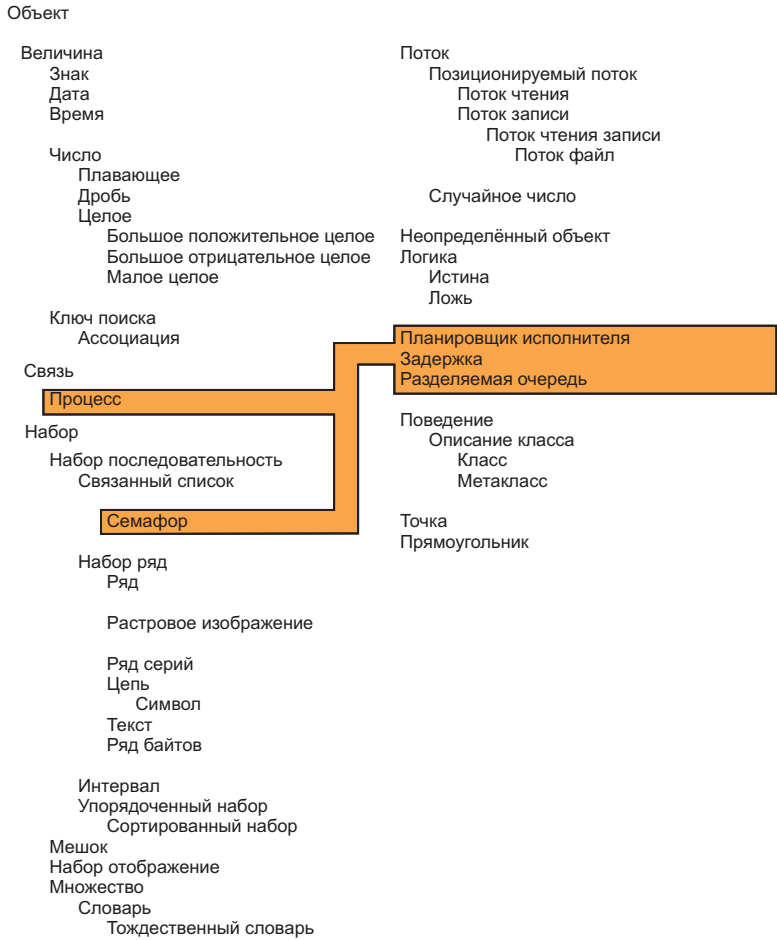 Объект
Величина
Знак
Дата
Время
Число
Плавающее
Дробь
Целое
Большое положительное целое
Большое отрицательное целое
Малое целое
Ключ поиска
Ассоциация
Связь
Процесс
Набор
Набор последовательность
Связанный список
Семафор
Набор ряд
Ряд
Растровое изображение
Ряд серий
Цепь
Символ
Текст
Ряд байтов
Интервал
Упорядоченный набор
Сортированный набор
Мешок
Набор отображение
Множество
Словарь
Тождественный словарь
Поток
Позиционируемый поток
Поток чтения
Поток записи
Поток чтения записи
Поток файл
Случайное число
Неопределённый объект
Логика
Истина
Ложь
Планировщик исполнителя
Задержка
Разделяемая очередь
Поведение
Описание класса
Класс
Метакласс
Точка
Прямоугольник